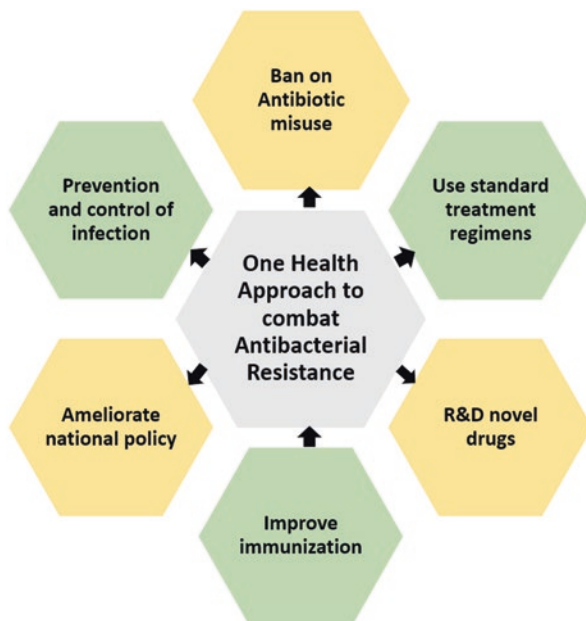 Ban on
Antibiotic
misuse
Prevention
and control of
infection
Use standard
treatment
regimens
One Health
Approach to
combat
Antibacterial
Resistance
Ameliorate
national policy
R&D novel
drugs
Improve
immunization